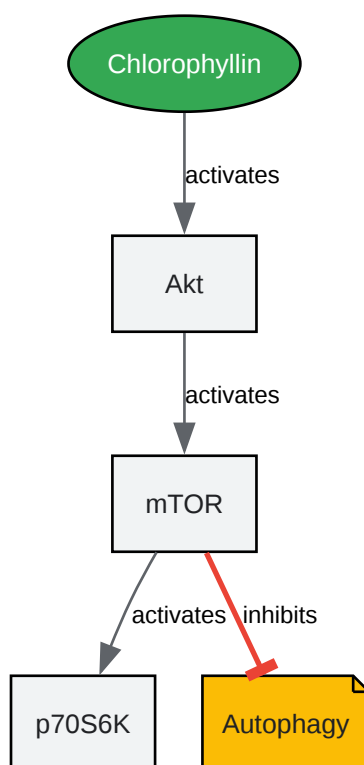 Chlorophyllin
activates
Akt
activates
mTOR
activates
inhibits
p70S6K
Autophagy